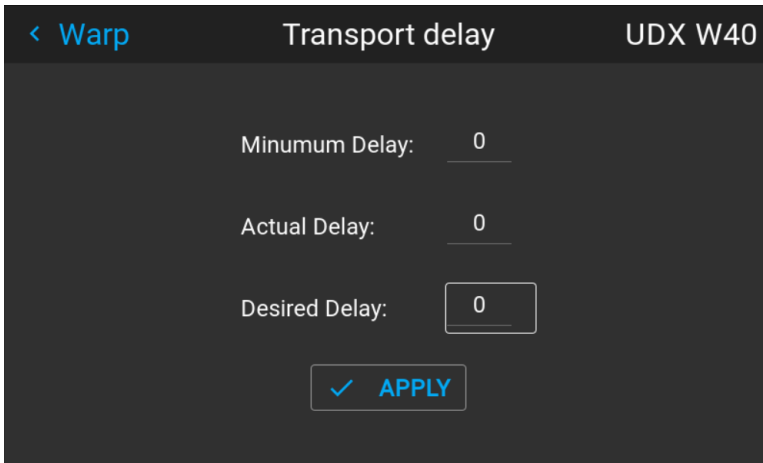 Warp Transport delay UDX W40
Minumum Delay: 0
Actual Delay: 0
Desired Delay: 0
APPLY